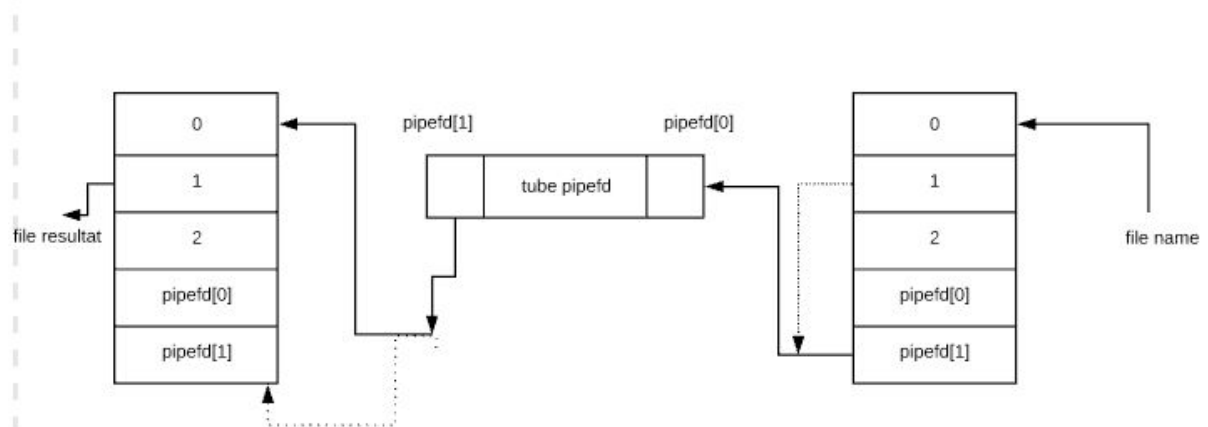 0
1
2
pipefd[0]
pipefd[1]
file resultat
pipefd[1]
pipefd[0]
tube pipefd
0
1
2
pipefd[0]
pipefd[1]
file name